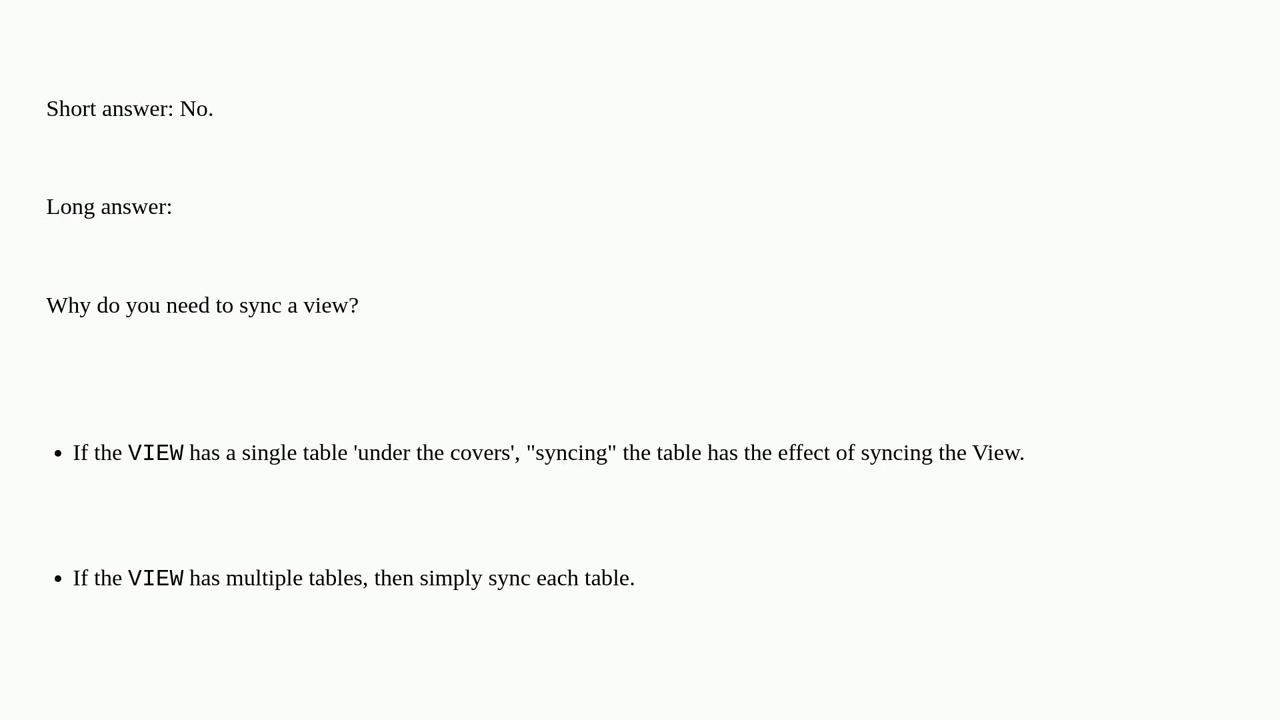 Short answer: No.
Long answer:
Why do you need to sync a view?
• If the VIEW has a single table 'under the covers', "syncing" the table has the effect of syncing the View.
• If the VIEW has multiple tables, then simply sync each table.